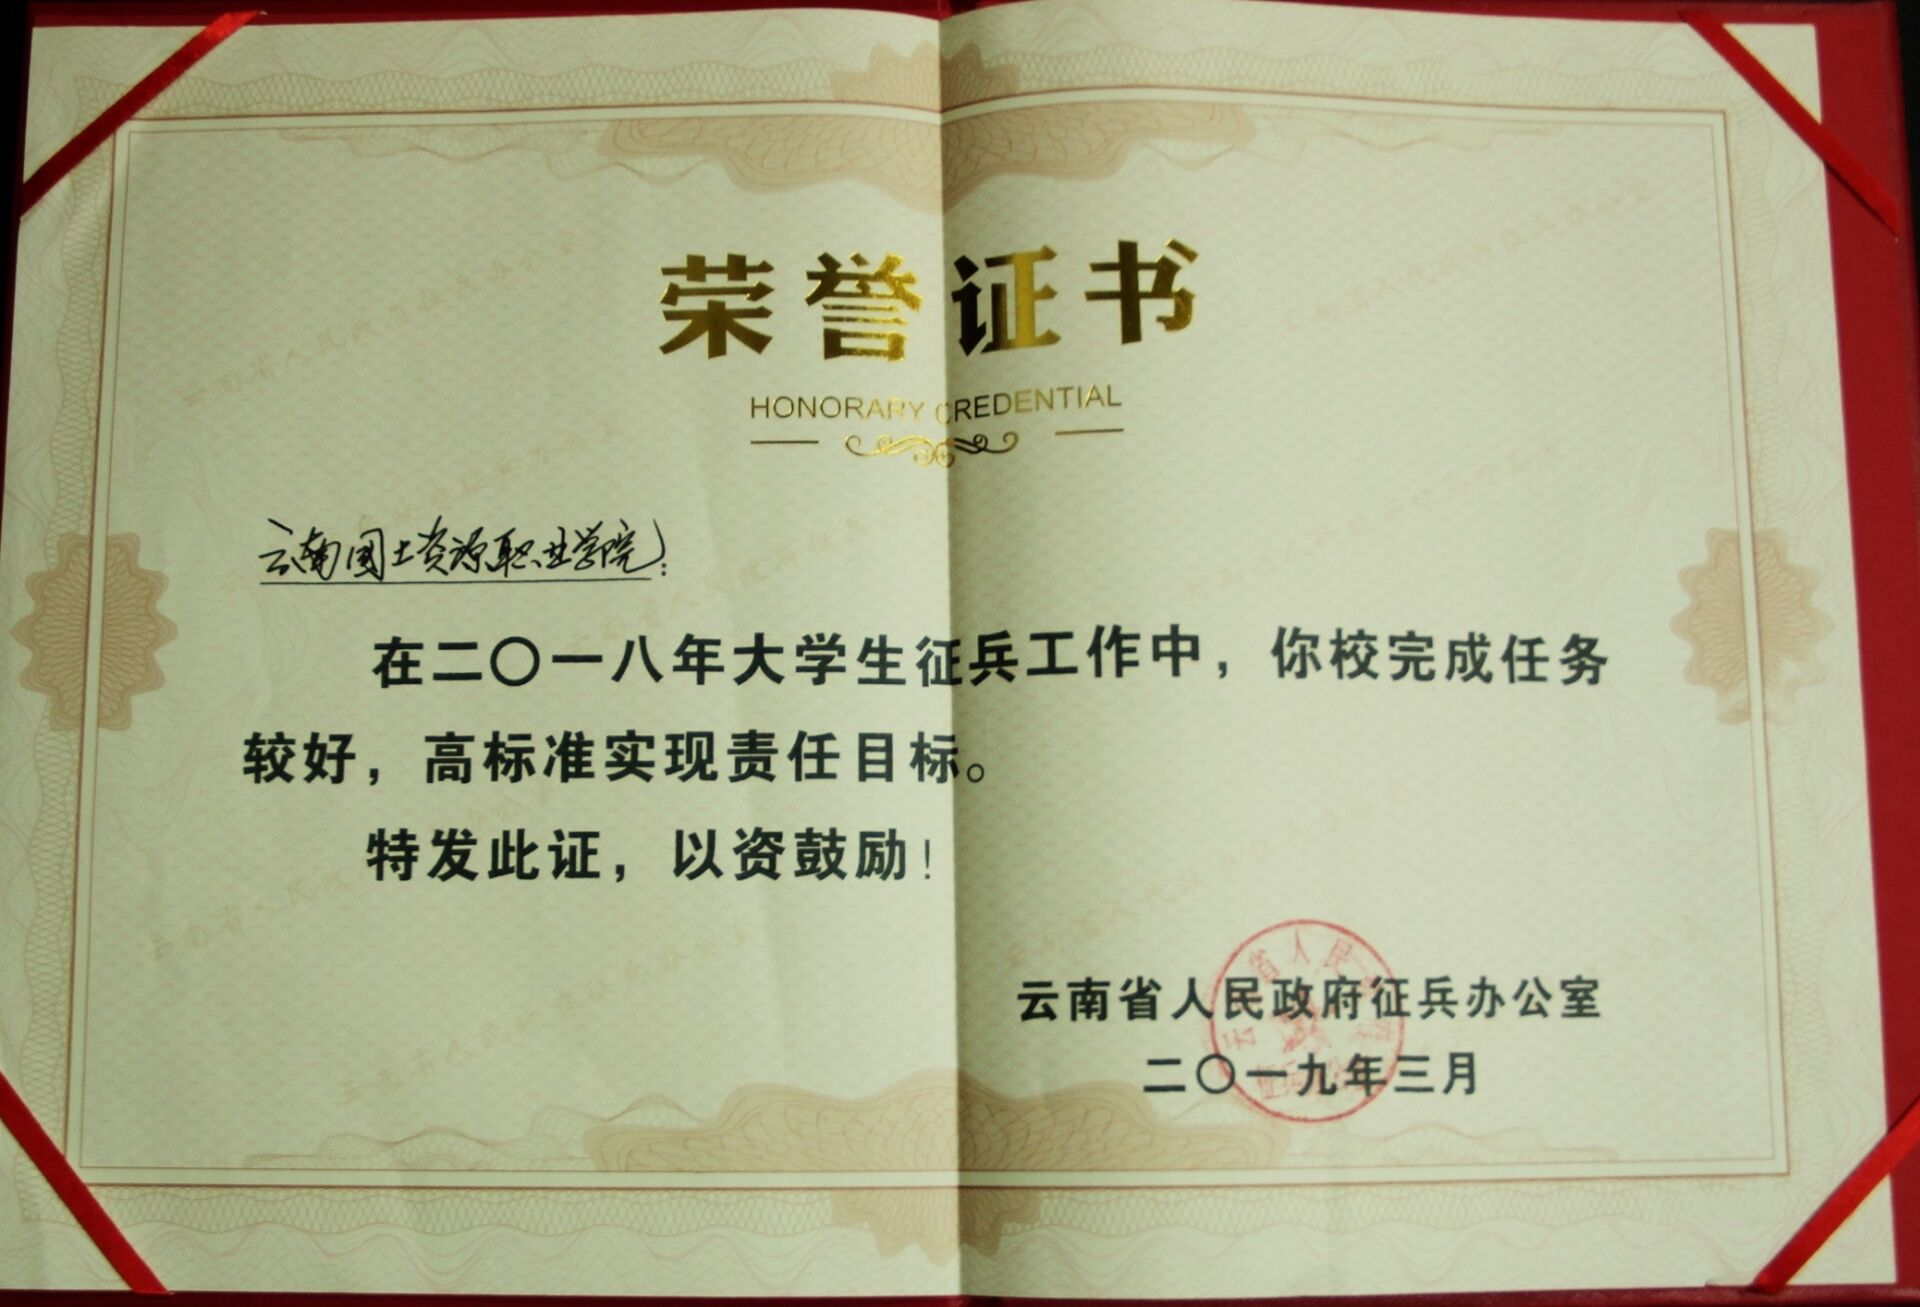 荣誉证书
HONORARY CREDENTIAL
云南国土资源职业学院：
在二〇一八年大学生征兵工作中，你校完成任务
较好，高标准实现责任目标。
特发此证，以资鼓励！
云南省人民政府征兵办公室
二〇一九年三月